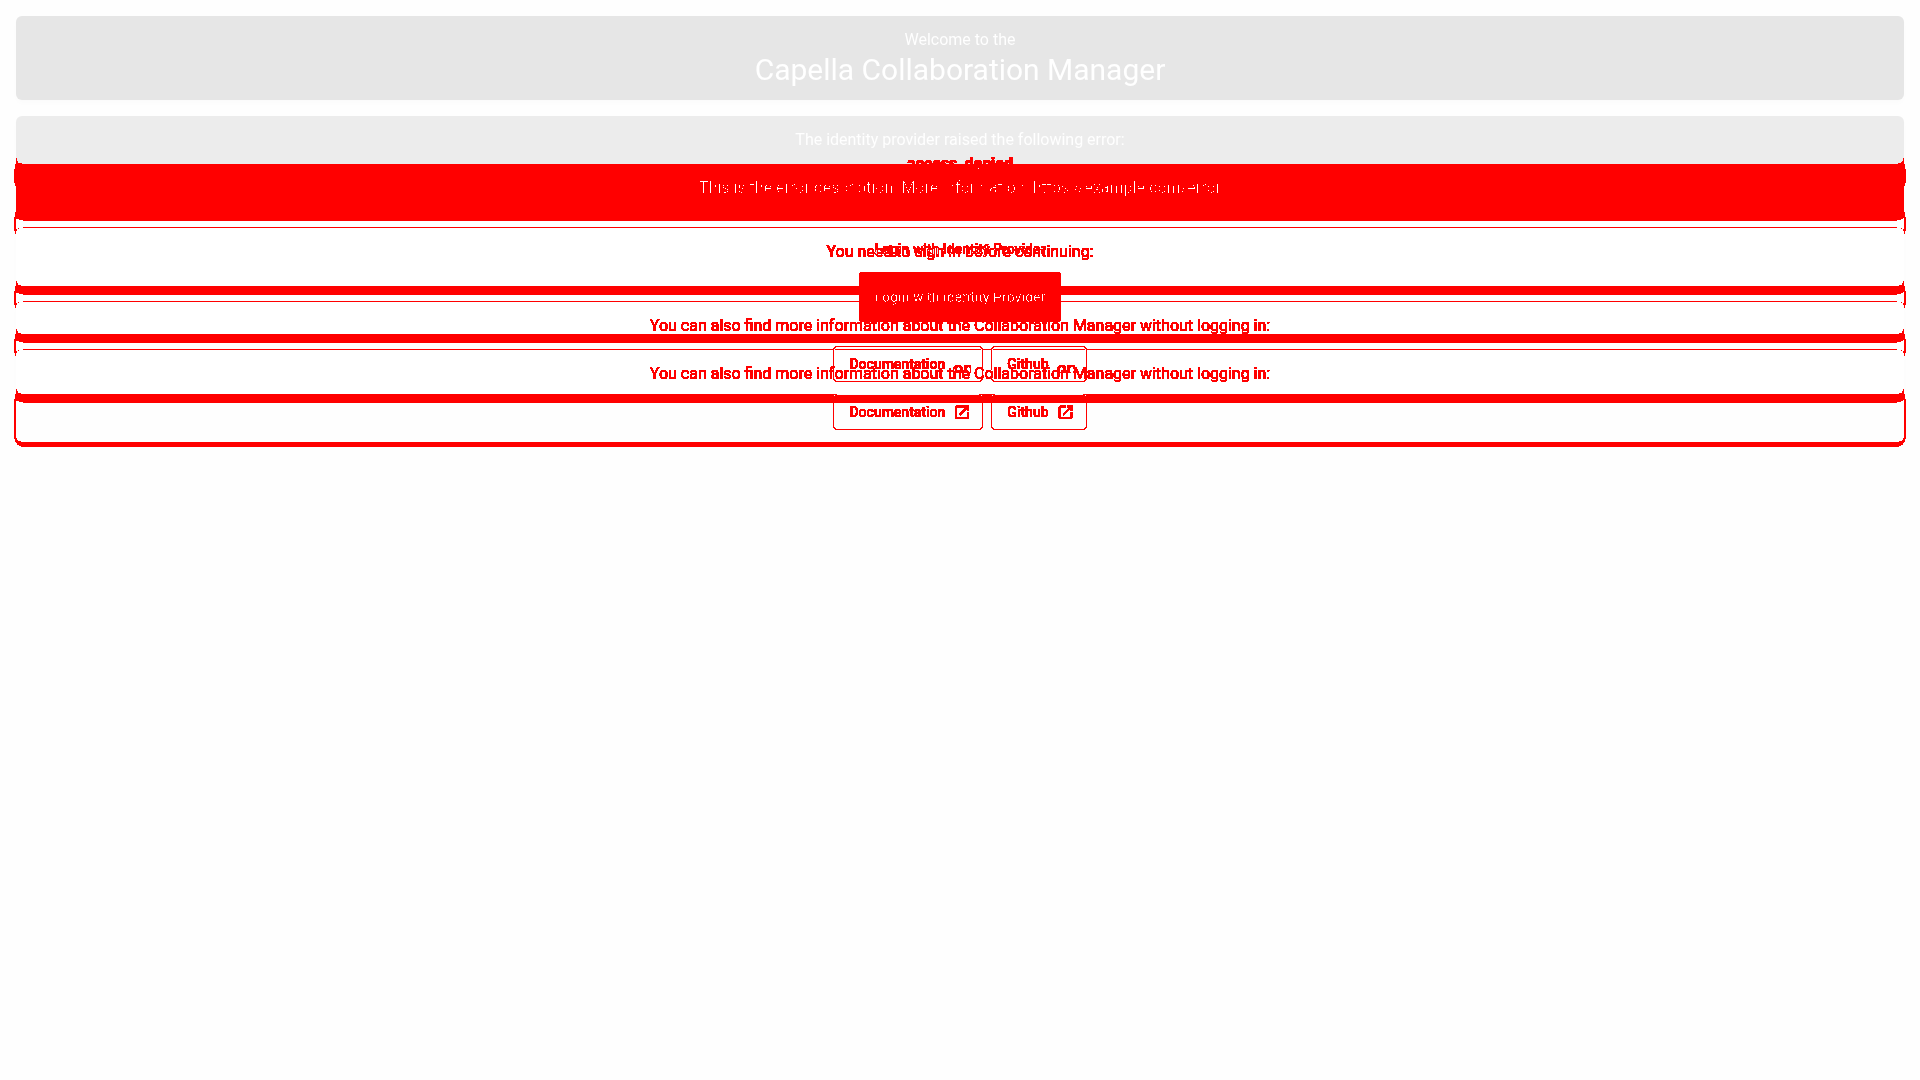 Welcome to the
Capella Collaboration Manager
The identity provider raised the following error:
access_denied
This is the error description. More information: https://example.com/error
Login with Identity Provider
You need to sign in before continuing:
Login with Identity Provider
You can also find more information about the Collaboration Manager without logging in:
Documentation Github
You can also find more information about the Collaboration Manager without logging in:
Documentation Github